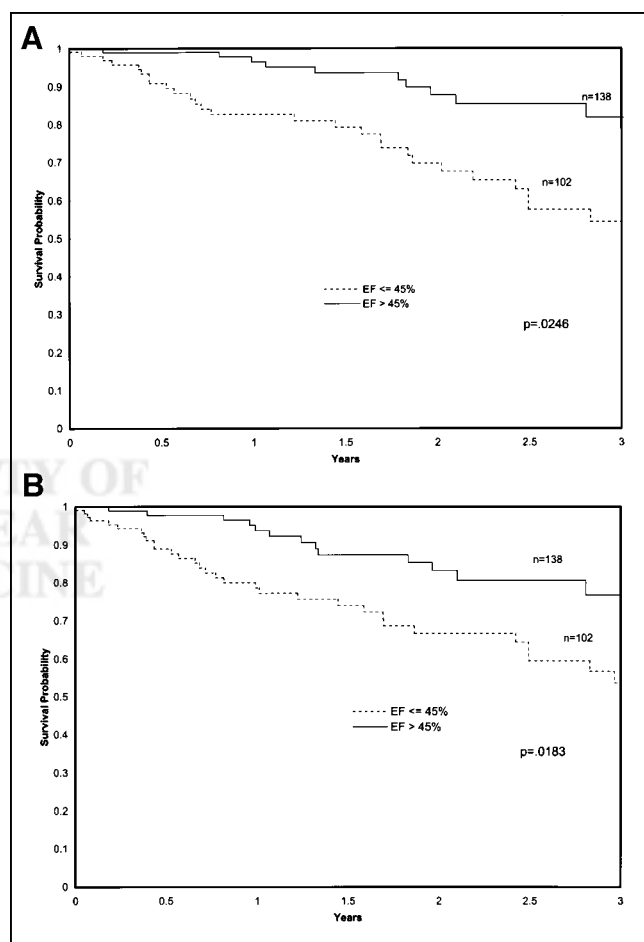 A
1
0.9
0.8
0.7
0.6
0.5
0.4
0.3
0.2
0.1
0
Survival Probability
n=138
n=102
EF <= 45%
EF > 45%
p=.0246
0 0.5 1 1.5 2 2.5 3
Years
TY OF
EAR
CINE
B
1
0.9
0.8
0.7
0.6
0.5
0.4
0.3
0.2
0.1
0
Survival Probability
n=138
n=102
EF <= 45%
EF > 45%
p=.0183
0 0.5 1 1.5 2 2.5 3
Years